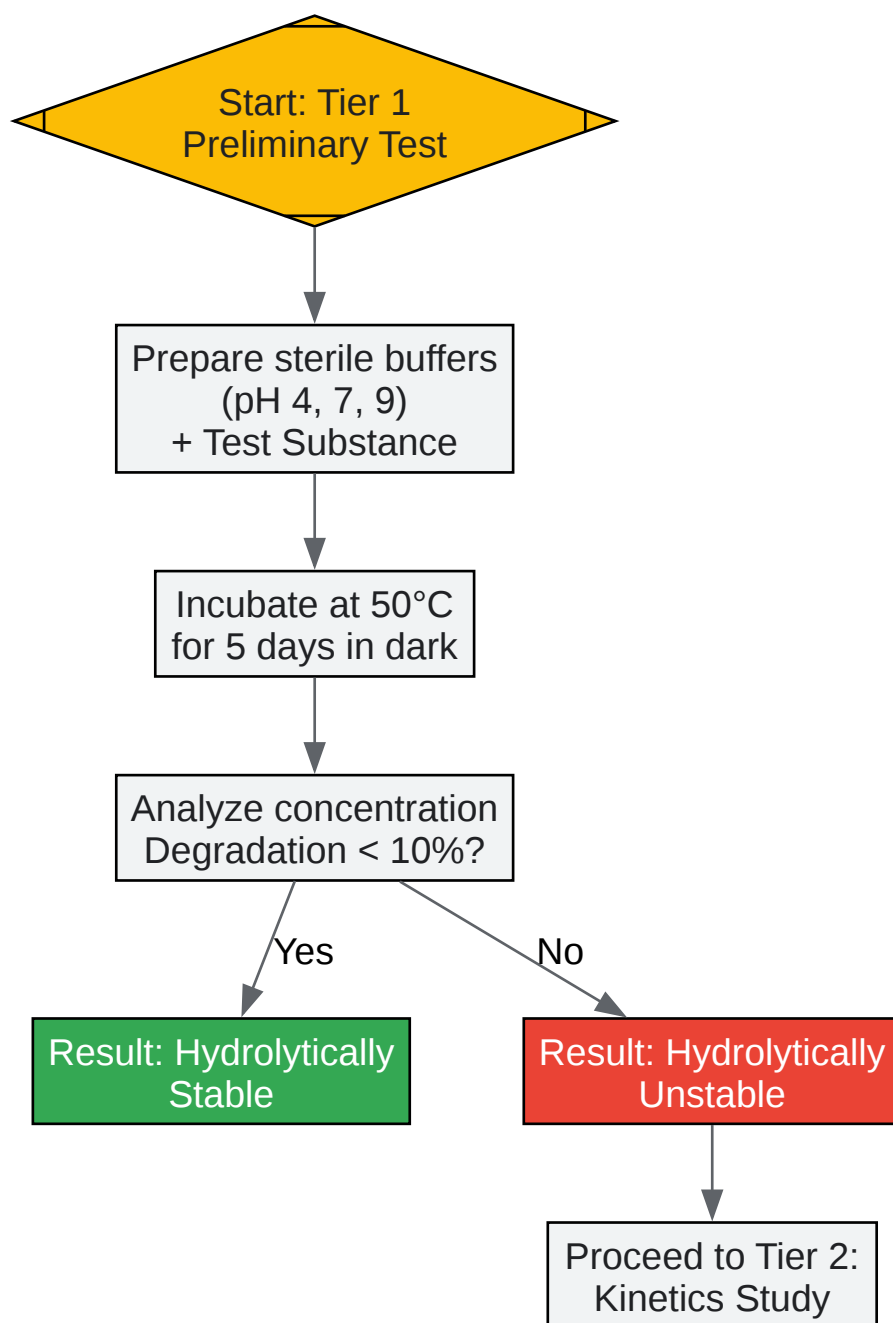 Start: Tier 1
Preliminary Test
Prepare sterile buffers
(pH 4, 7, 9)
+ Test Substance
Incubate at 50°C
for 5 days in dark
Analyze concentration
Degradation < 10%?
Yes
No
Result: Hydrolytically
Stable
Result: Hydrolytically
Unstable
Proceed to Tier 2:
Kinetics Study